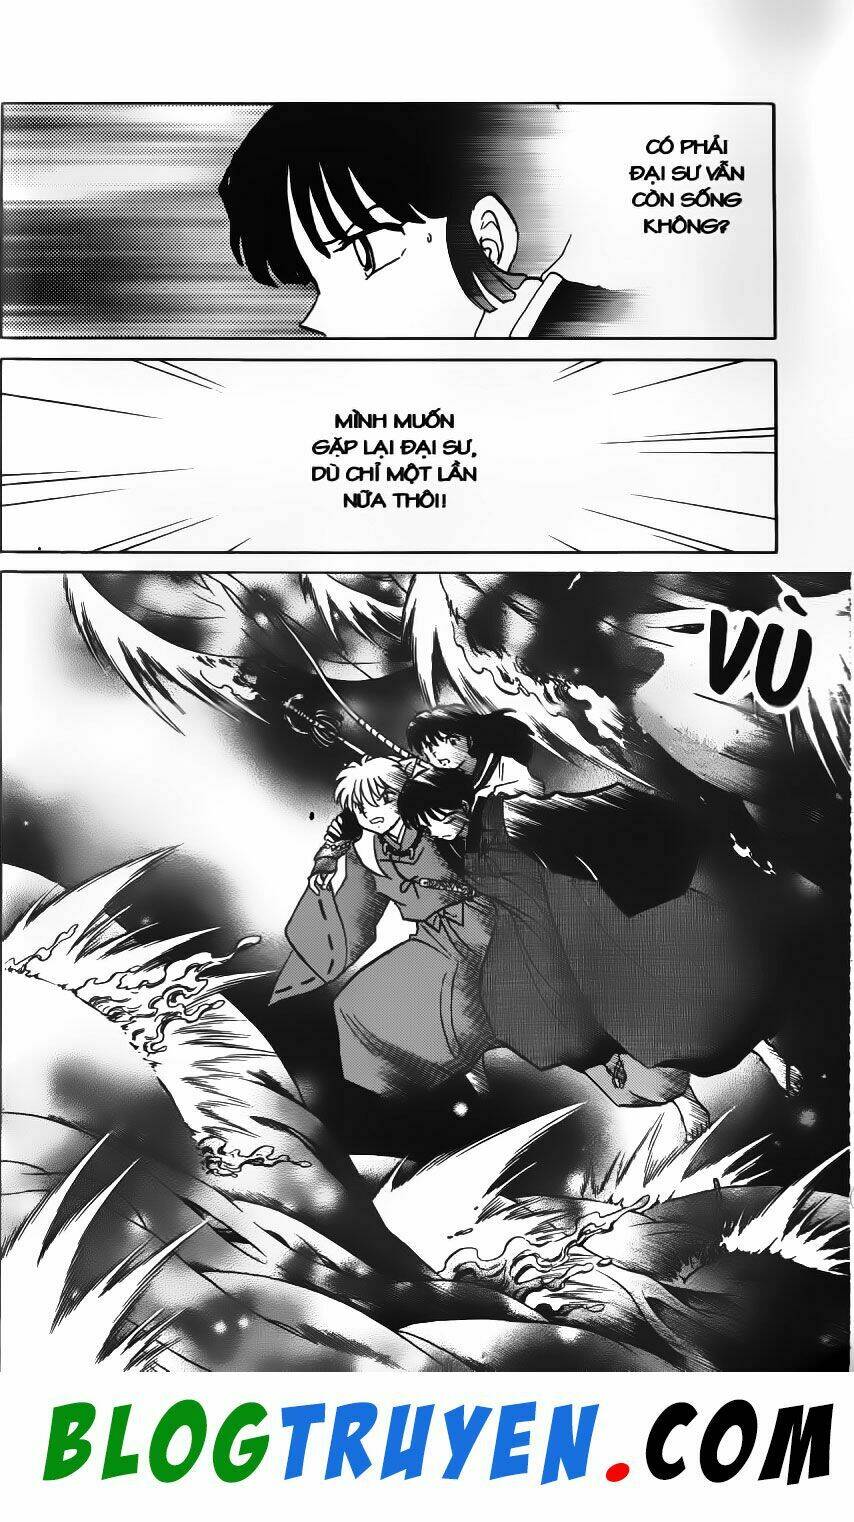 CÓ PHẢI
ĐẠI SƯ VẪN
CÒN SỐNG
KHÔNG?
MÌNH MUỐN
GẶP LẠI ĐẠI SƯ,
DÙ CHỈ MỘT LẦN
NỮA THÔI!
VÙ
BLOGTRUYEN.COM